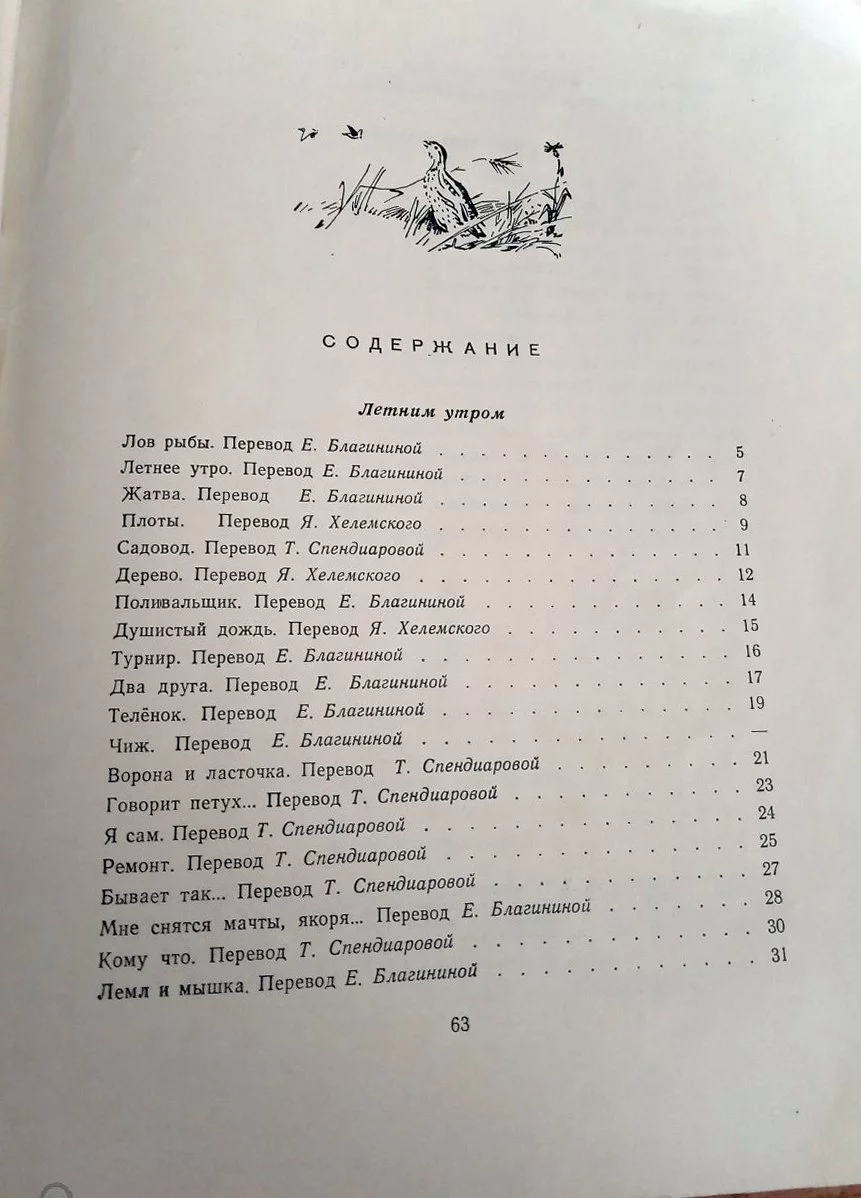 СОДЕРЖАНИЕ
Летним утром
Лов рыбы. Перевод Е. Благининой . . . . . . . . . . . 5
Летнее утро. Перевод Е. Благининой . . . . . . . . . . 7
Жатва. Перевод Е. Благининой . . . . . . . . . . . 8
Плоты. Перевод Я. Хелемского . . . . . . . . . . . 9
Садовод. Перевод Т. Спендиаровой . . . . . . . . . . . 11
Дерево. Перевод Я. Хелемского . . . . . . . . . . . . 12
Поливальщик. Перевод Е. Благининой . . . . . . . . . . 14
Душистый дождь. Перевод Я. Хелемского . . . . . . . . . 15
Турнир. Перевод Е. Благининой . . . . . . . . . . . . 16
Два друга. Перевод Е. Благининой . . . . . . . . . . 17
Телёнок. Перевод Е. Благининой . . . . . . . . . . . 19
Чиж. Перевод Е. Благининой . . . . . . . . . . . . —
Ворона и ласточка. Перевод Т. Спендиаровой . . . . . . . 21
Говорит петух... Перевод Т. Спендиаровой . . . . . . . . . 23
Я сам. Перевод Т. Спендиаровой . . . . . . . . . . . . 24
Ремонт. Перевод Т. Спендиаровой . . . . . . . . . . . 25
Бывает так... Перевод Т. Спендиаровой . . . . . . . . . . 27
Мне снятся мачты, якоря... Перевод Е. Благининой . . . . . . 28
Кому что. Перевод Т. Спендиаровой . . . . . . . . . . . 30
Лемл и мышка. Перевод Е. Благининой . . . . . . . . . . 31
63